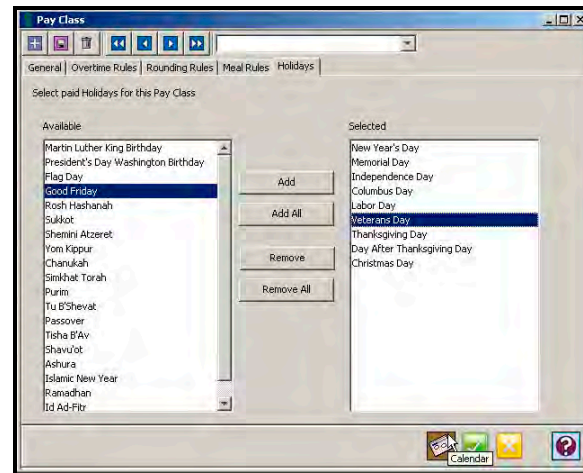 Pay Class
General Overtime Rules Rounding Rules Meal Rules Holidays
Select paid Holidays for this Pay Class
Available
Martin Luther King Birthday
President's Day Washington Birthday
Flag Day
Good Friday
Rosh Hashanah
Sukkot
Shemini Atzeret
Yom Kippur
Chanukah
Simkhat Torah
Purim
Tu B'Shevat
Passover
Tisha B'Av
Shavu'ot
Ashura
Islamic New Year
Ramadhan
Id Ad-Fitr
Add
Add All
Remove
Remove All
Selected
New Year's Day
Memorial Day
Independence Day
Columbus Day
Labor Day
Veterans Day
Thanksgiving Day
Day After Thanksgiving Day
Christmas Day
Calendar